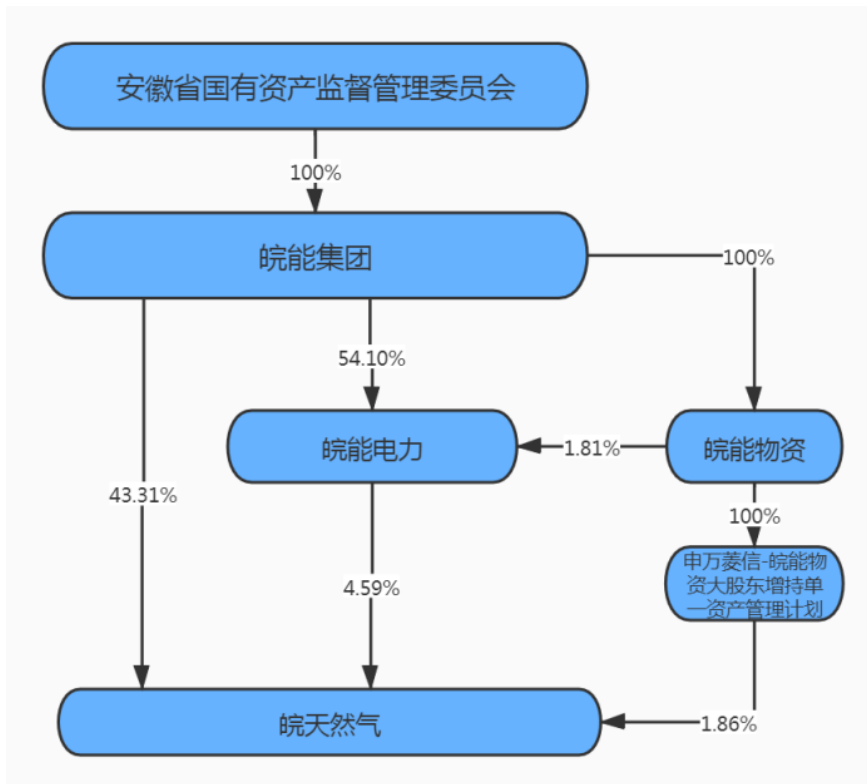 安徽省国有资产监督管理委员会
100%
皖能集团
100%
54.10%
皖能电力
1.81%
皖能物资
43.31%
100%
申万菱信-皖能物
资大股东增持单
一资产管理计划
4.59%
皖天然气
1.86%